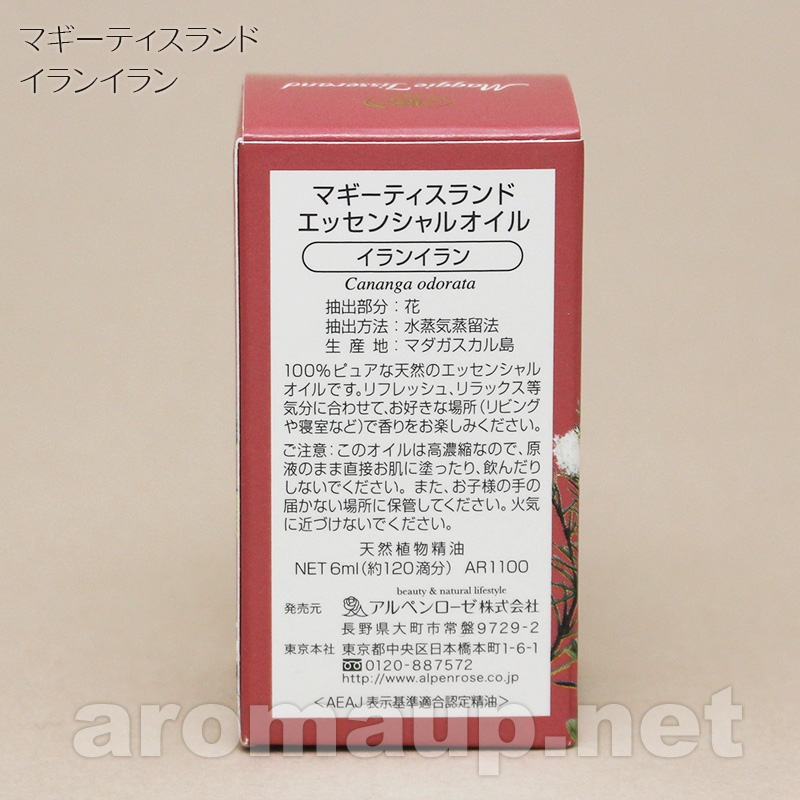 マギーティスランド
イランイラン
Maggie Tisserand
マギーティスランド
エッセンシャルオイル
イランイラン
Cananga odorata
抽出部分：花
抽出方法：水蒸気蒸留法
生産地：マダガスカル島
100%ピュアな天然のエッセンシャル
オイルです。リフレッシュ、リラックス等
気分に合わせて、お好きな場所（リビング
や寝室など）で香りをお楽しみください。
ご注意：このオイルは高濃縮なので、原
液のまま直接お肌に塗ったり、飲んだり
しないでください。また、お子様の手の
届かない場所に保管してください。火気
に近づけないでください。
天然植物精油
NET 6ml（約120滴分） AR1100
beauty & natural lifestyle
発売元 アルペンローゼ株式会社
長野県大町市常盤9729-2
東京本社 東京都中央区日本橋本町1-6-1
0120-887572
http://www.alpenrose.co.jp
＜AEAJ表示基準適合認定精油＞
aromaup.net